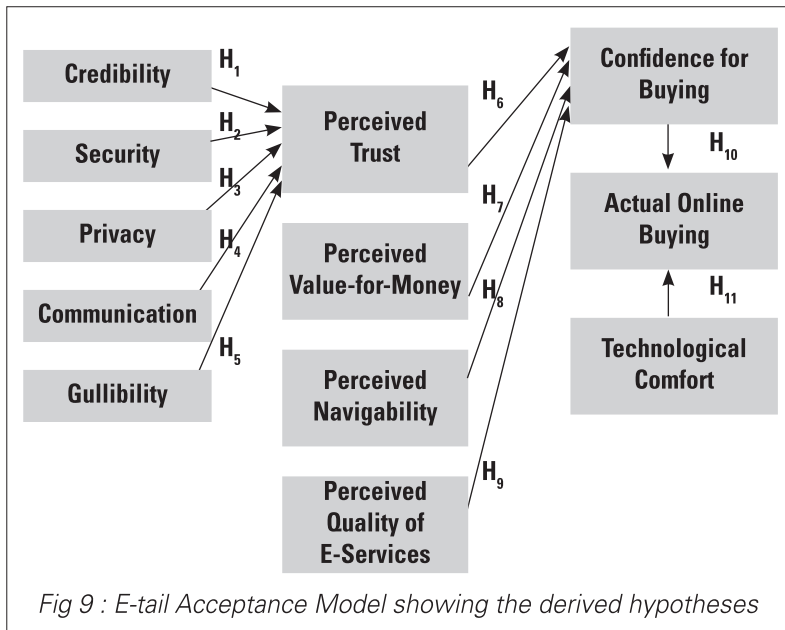 Credibility
Security
Privacy
Communication
Gullibility
H1
H2
H3
H4
H5
Perceived
Trust
Perceived
Value-for-Money
Perceived
Navigability
Perceived
Quality of
E-Services
H6
H7
H8
H9
Confidence for
Buying
H10
Actual Online
Buying
H11
Technological
Comfort
Fig 9 : E-tail Acceptance Model showing the derived hypotheses